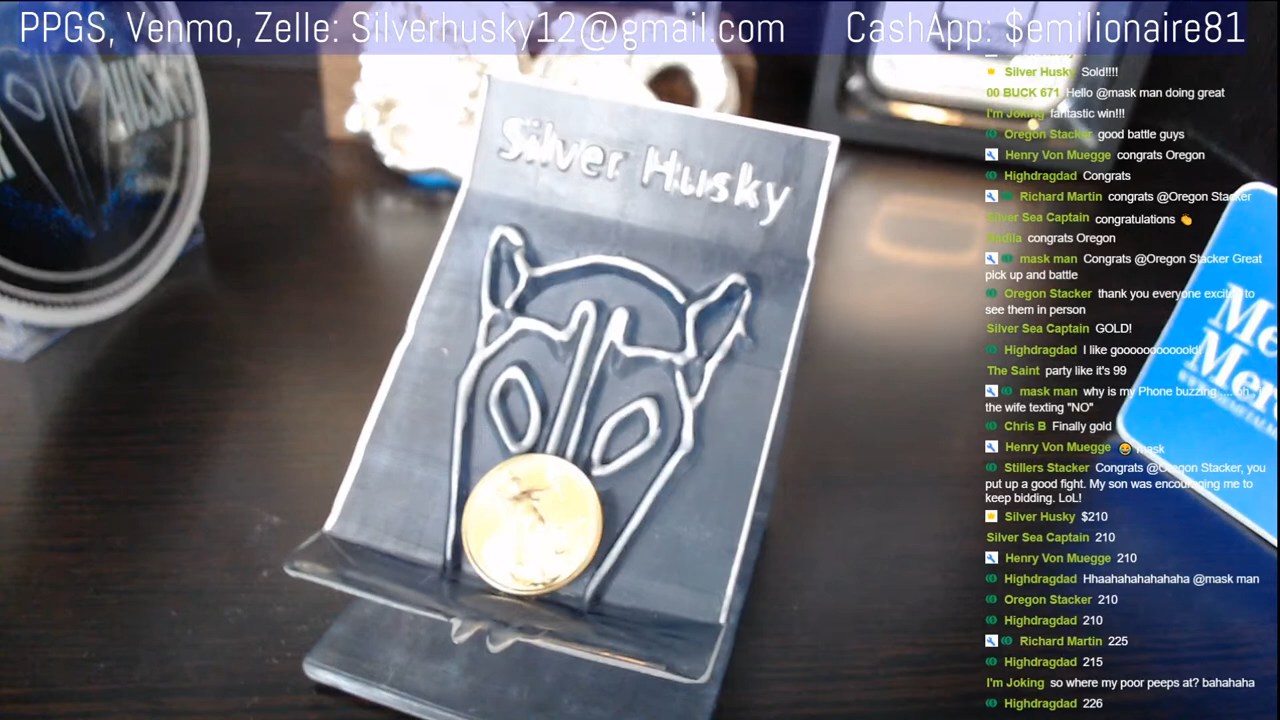 PPGS, Venmo, Zelle: Silverhusky12@gmail.com CashApp: $emilionaire81
Silver Husky Sold!!!!
00 BUCK 671 Hello @mask man doing great
I'm Joking fantastic win!!!
Oregon Stacker good battle guys
Henry Von Muegge congrats Oregon
Highdragdad Congrats
Richard Martin congrats @Oregon Stacker
Silver Sea Captain congratulations 👏
congrats Oregon
mask man Congrats @Oregon Stacker Great
pick up and battle
Oregon Stacker thank you everyone excited to
see them in person
Silver Sea Captain GOLD!
Highdragdad I like gooooooooooold!
The Saint party like it's 99
mask man why is my Phone buzzing .... oh
the wife texting "NO"
Chris B Finally gold
Henry Von Muegge 😂 mask
Stillers Stacker Congrats @Oregon Stacker, you
put up a good fight. My son was encouraging me to
keep bidding. LoL!
Silver Husky $210
Silver Sea Captain 210
Henry Von Muegge 210
Highdragdad Hhaahahahahahaha @mask man
Oregon Stacker 210
Highdragdad 210
Richard Martin 225
Highdragdad 215
I'm Joking so where my poor peeps at? bahahaha
Highdragdad 226
Silver Husky
HUSKY